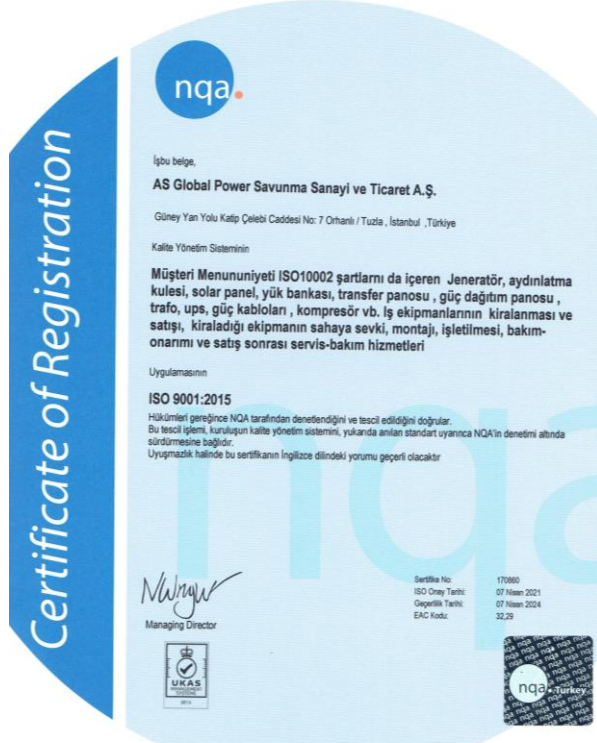 Certificate of Registration
nqa.
İşbu belge,
AS Global Power Savunma Sanayi ve Ticaret A.Ş.
Güney Yan Yolu Katip Çelebi Caddesi No: 7 Orhanlı / Tuzla , İstanbul ,Türkiye
Kalite Yönetim Sisteminin
Müşteri Menununiyeti ISO10002 şartlarnı da içeren Jeneratör, aydınlatma
kulesi, solar panel, yük bankası, transfer panosu , güç dağıtım panosu ,
trafo, ups, güç kabloları , kompresör vb. Iş ekipmanlarının kiralanması ve
satışı, kiraladığı ekipmanın sahaya sevki, montajı, işletilmesi, bakım-
onarımı ve satış sonrası servis-bakım hizmetleri
Uygulamasının
ISO 9001:2015
Hükümleri gereğince NQA tarafından denetlendiğini ve tescil edildiğini doğrular.
Bu tescil işlemi, kuruluşun kalite yönetim sistemini, yukarıda anılan standart uyarınca NQA'in denetimi altında
sürdürmesine bağlıdır.
Uyuşmazlık halinde bu sertifikanın İngilizce dilindeki yorumu geçerli olacaktır
Managing Director
Sertifika No: 170860
ISO Onay Tarihi: 07 Nisan 2021
Geçerlilik Tarihi: 07 Nisan 2024
EAC Kodu: 32,29
UKAS
MANAGEMENT
SYSTEMS
nqa. Turkey